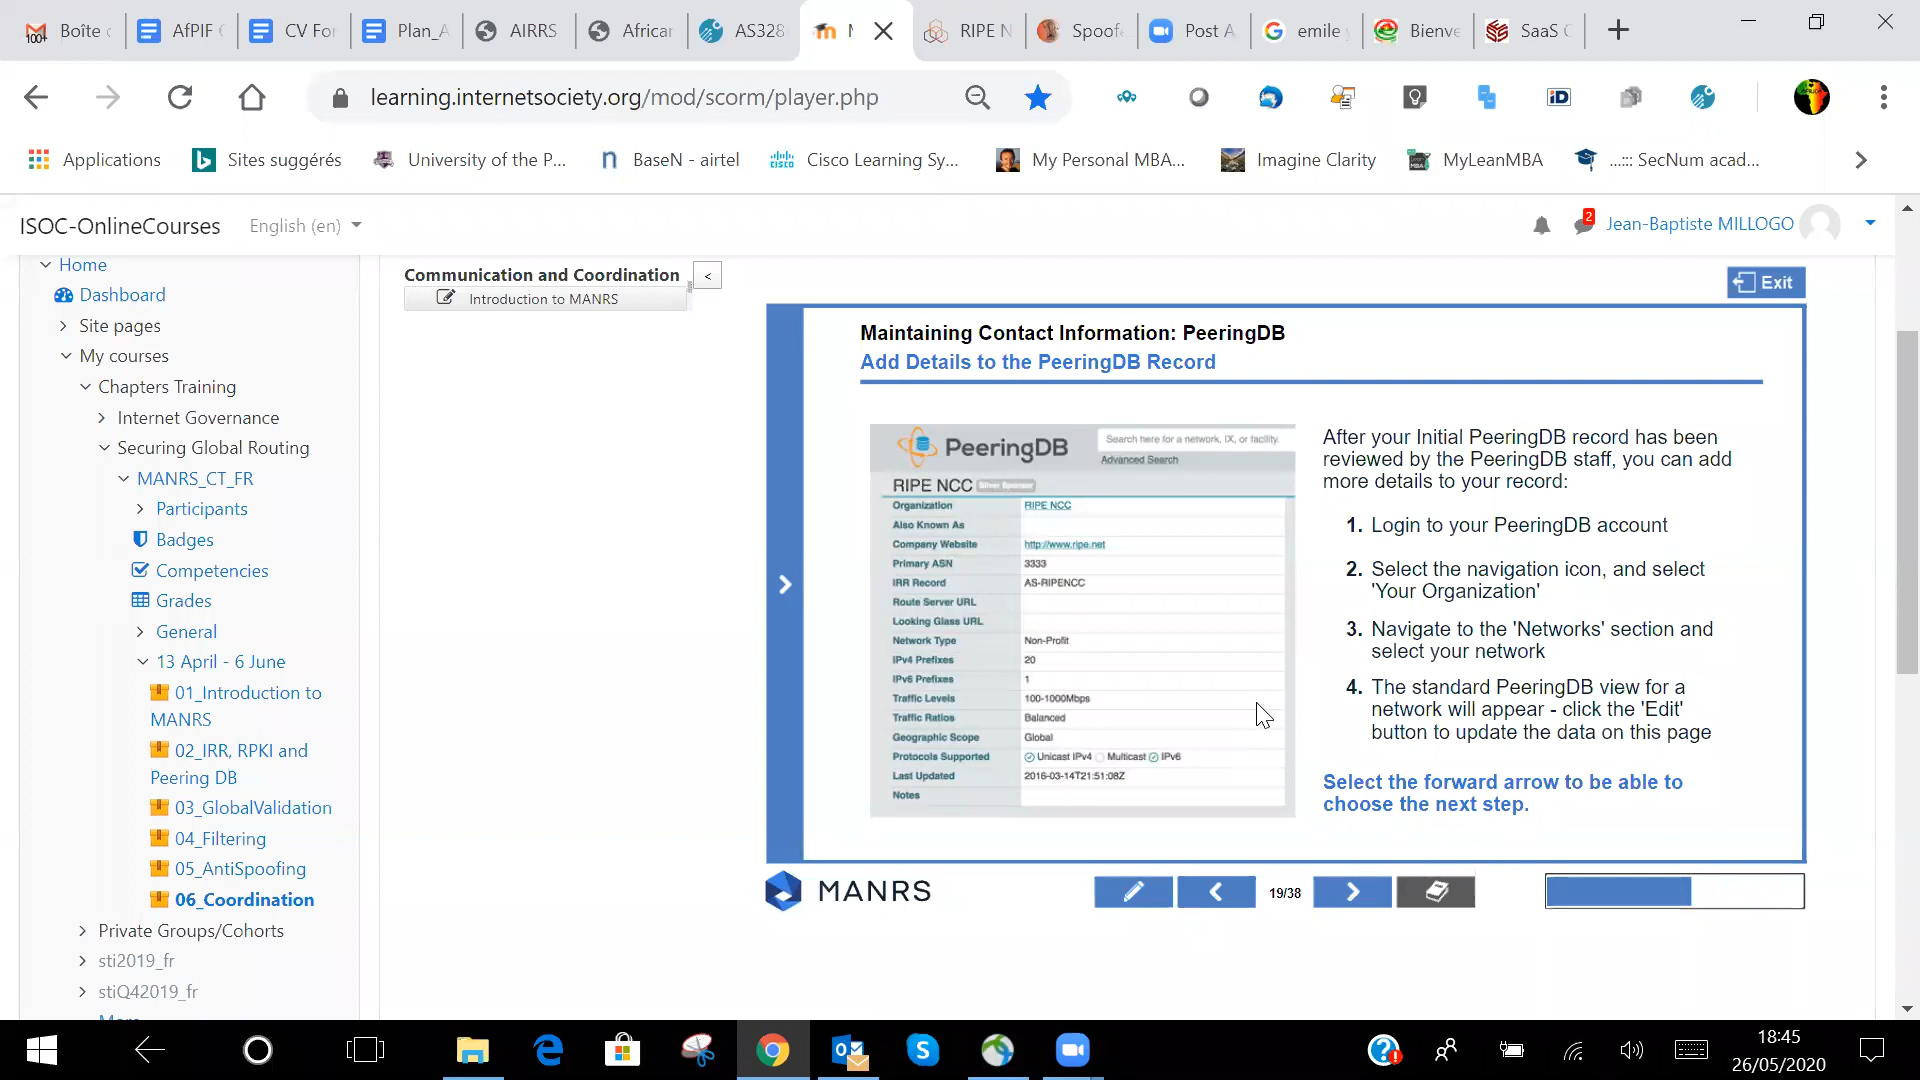 100+
Boîte
AfPIF
CV Fo
Plan_A
AIRRS
Africar
AS328
RIPE N
Spoof
Post A
emile
Bienve
SaaS
learning.internetsociety.org/mod/scorm/player.php
iD
Applications
Sites suggérés
University of the P...
BaseN - airtel
Cisco Learning Sy...
My Personal MBA...
Imagine Clarity
MyLeanMBA
...::: SecNum acad...
ISOC-OnlineCourses
English (en)
2
Jean-Baptiste MILLOGO
Home
Dashboard
Site pages
My courses
Chapters Training
Internet Governance
Securing Global Routing
MANRS_CT_FR
Participants
Badges
Competencies
Grades
General
13 April - 6 June
01_Introduction to
MANRS
02_IRR, RPKI and
Peering DB
03_GlobalValidation
04_Filtering
05_AntiSpoofing
06_Coordination
Private Groups/Cohorts
sti2019_fr
stiQ42019_fr
Communication and Coordination
<
Introduction to MANRS
Exit
Maintaining Contact Information: PeeringDB
Add Details to the PeeringDB Record
PeeringDB
Search here for a network, IX, or facility.
Advanced Search
RIPE NCC Silver Sponsor
Organization RIPE NCC
Also Known As
Company Website http://www.ripe.net
Primary ASN 3333
IRR Record AS-RIPENCC
Route Server URL
Looking Glass URL
Network Type Non-Profit
IPv4 Prefixes 20
IPv6 Prefixes 1
Traffic Levels 100-1000Mbps
Traffic Ratios Balanced
Geographic Scope Global
Protocols Supported Unicast IPv4 Multicast IPv6
Last Updated 2016-03-14T21:51:08Z
Notes
After your Initial PeeringDB record has been
reviewed by the PeeringDB staff, you can add
more details to your record:
1. Login to your PeeringDB account
2. Select the navigation icon, and select
'Your Organization'
3. Navigate to the 'Networks' section and
select your network
4. The standard PeeringDB view for a
network will appear - click the 'Edit'
button to update the data on this page
Select the forward arrow to be able to
choose the next step.
MANRS
19/38
18:45
26/05/2020